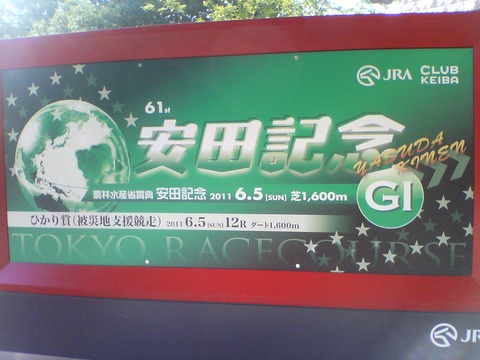 JRA CLUB KEIBA
61st
安田記念
YASUDA KINEN
農林水産省賞典 安田記念 2011 6.5 [SUN] 芝1,600m
GI
ひかり賞(被災地支援競走) 2011 6.5 [SUN] 12R ダート1,600m
TOKYO RACECOURSE
JRA